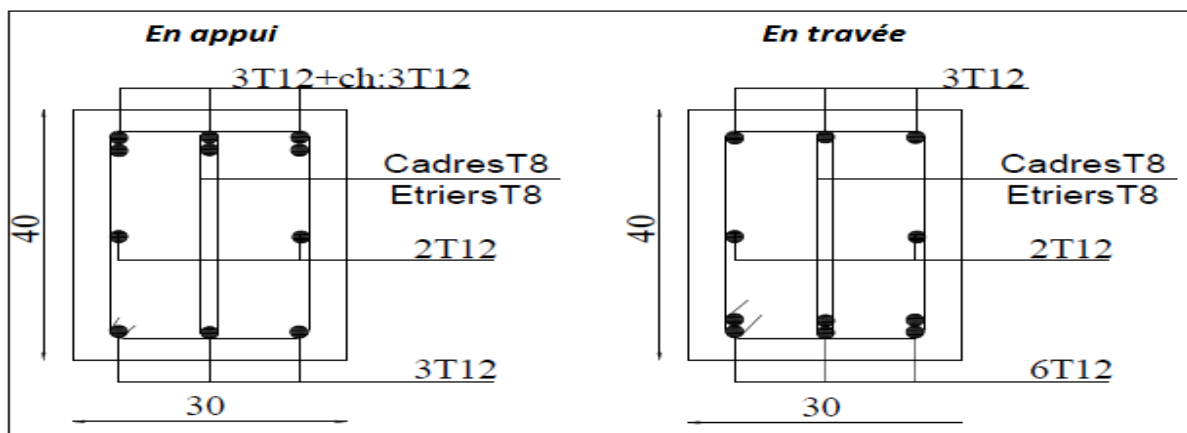 En appui
3T12+ch:3T12
CadresT8
EtriersT8
40
2T12
3T12
30
En travée
3T12
CadresT8
EtriersT8
40
2T12
6T12
30